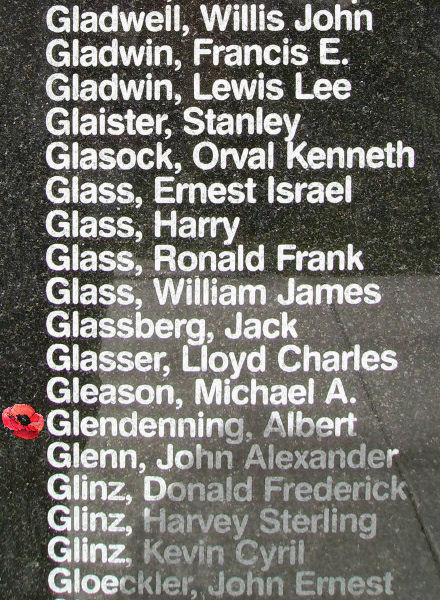 Gladwell, Willis John
Gladwin, Francis E.
Gladwin, Lewis Lee
Glaister, Stanley
Glasock, Orval Kenneth
Glass, Ernest Israel
Glass, Harry
Glass, Ronald Frank
Glass, William James
Glassberg, Jack
Glasser, Lloyd Charles
Gleason, Michael A.
Glendenning, Albert
Glenn, John Alexander
Glinz, Donald Frederick
Glinz, Harvey Sterling
Glinz, Kevin Cyril
Gloeckler, John Ernest